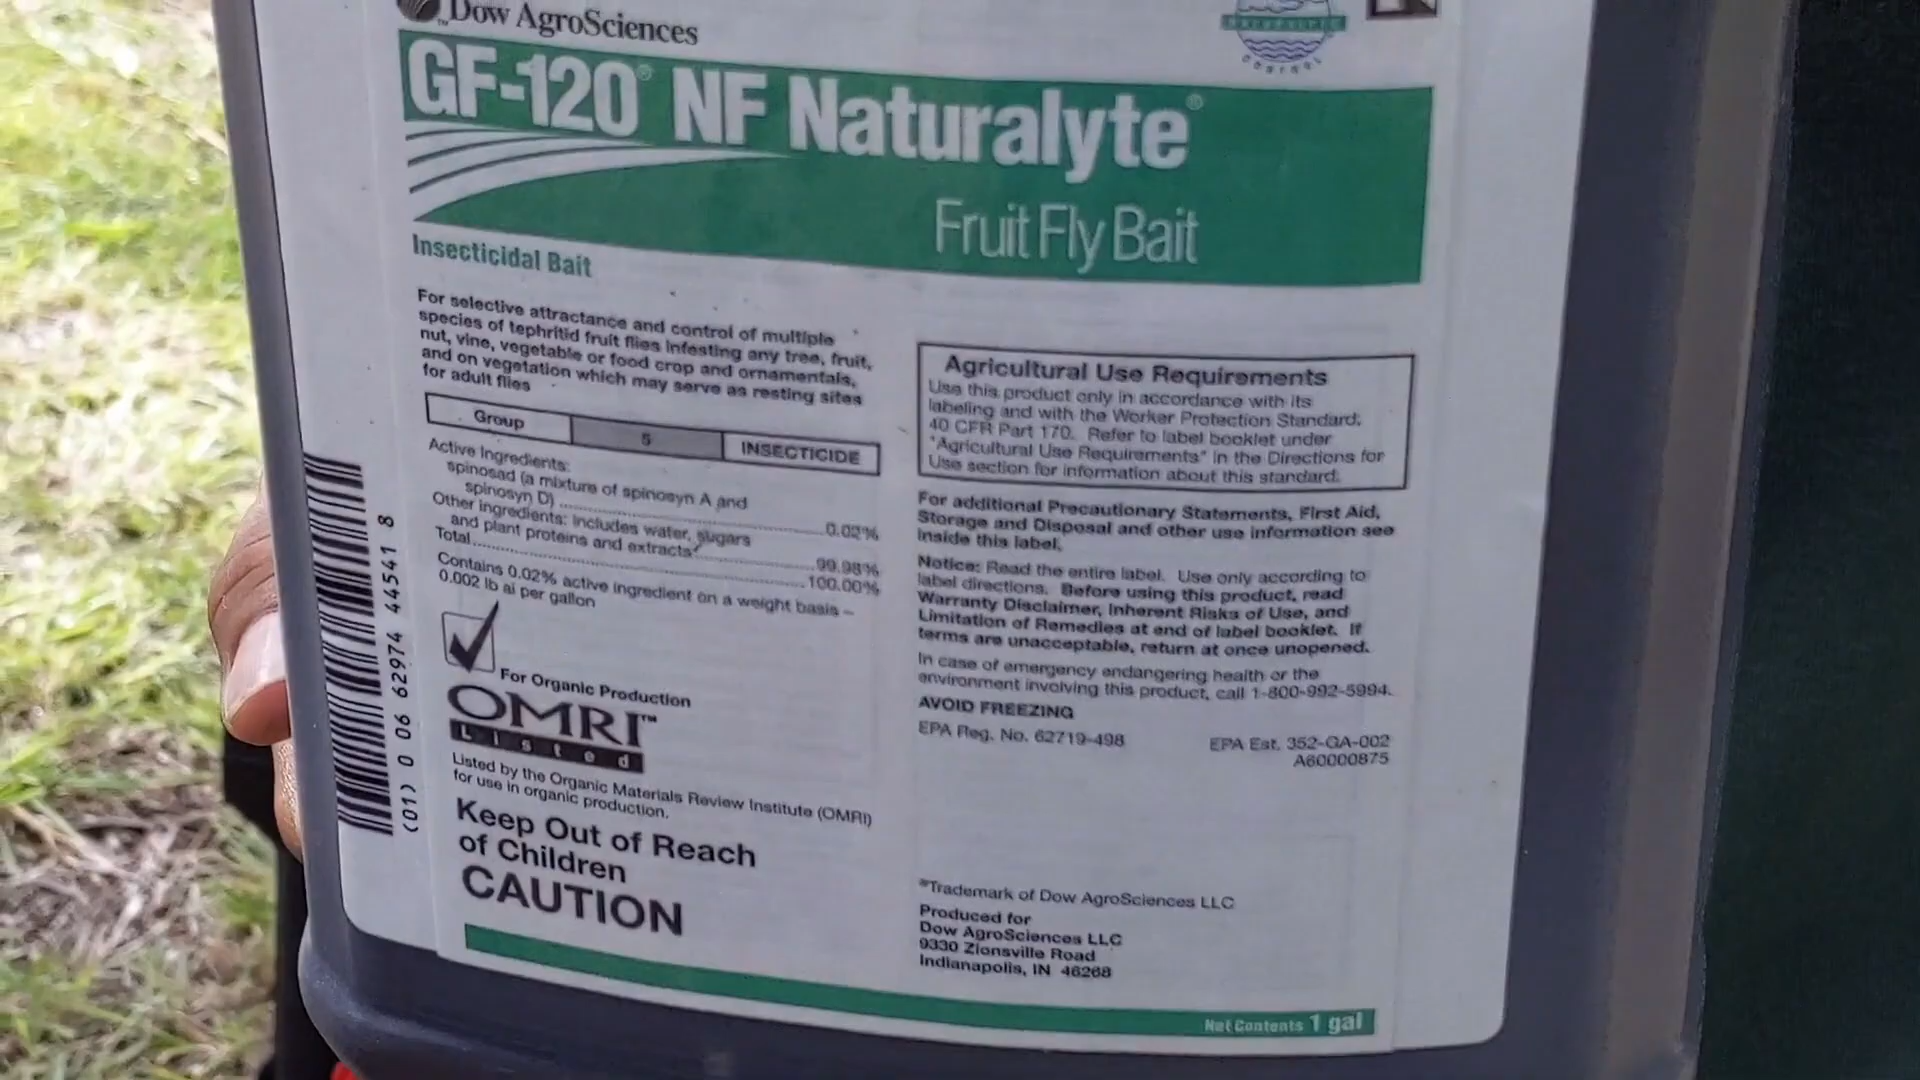 Dow AgroSciences
GF-120® NF Naturalyte®
Fruit Fly Bait
Insecticidal Bait
For selective attractance and control of multiple
species of tephritid fruit flies infesting any tree, fruit,
nut, vine, vegetable or food crop and ornamentals,
and on vegetation which may serve as resting sites
for adult flies
Group 5 INSECTICIDE
Active Ingredients:
spinosad (a mixture of spinosyn A and
spinosyn D) ........................................ 0.02%
Other ingredients: includes water, sugars
and plant proteins and extracts .................. 99.98%
Total ........................................ 100.00%
Contains 0.02% active ingredient on a weight basis –
0.002 lb ai per gallon
For Organic Production
OMRI™
Listed
Listed by the Organic Materials Review Institute (OMRI)
for use in organic production.
Keep Out of Reach
of Children
CAUTION
(01) 0 06 62974 44541 8
Agricultural Use Requirements
Use this product only in accordance with its
labeling and with the Worker Protection Standard,
40 CFR Part 170. Refer to label booklet under
"Agricultural Use Requirements" in the Directions for
Use section for information about this standard.
For additional Precautionary Statements, First Aid,
Storage and Disposal and other use information see
inside this label.
Notice: Read the entire label. Use only according to
label directions. Before using this product, read
Warranty Disclaimer, Inherent Risks of Use, and
Limitation of Remedies at end of label booklet. If
terms are unacceptable, return at once unopened.
In case of emergency endangering health or the
environment involving this product, call 1-800-992-5994.
AVOID FREEZING
EPA Reg. No. 62719-498
EPA Est. 352-GA-002
A60000875
®Trademark of Dow AgroSciences LLC
Produced for
Dow AgroSciences LLC
9330 Zionsville Road
Indianapolis, IN 46268
Net Contents 1 gal